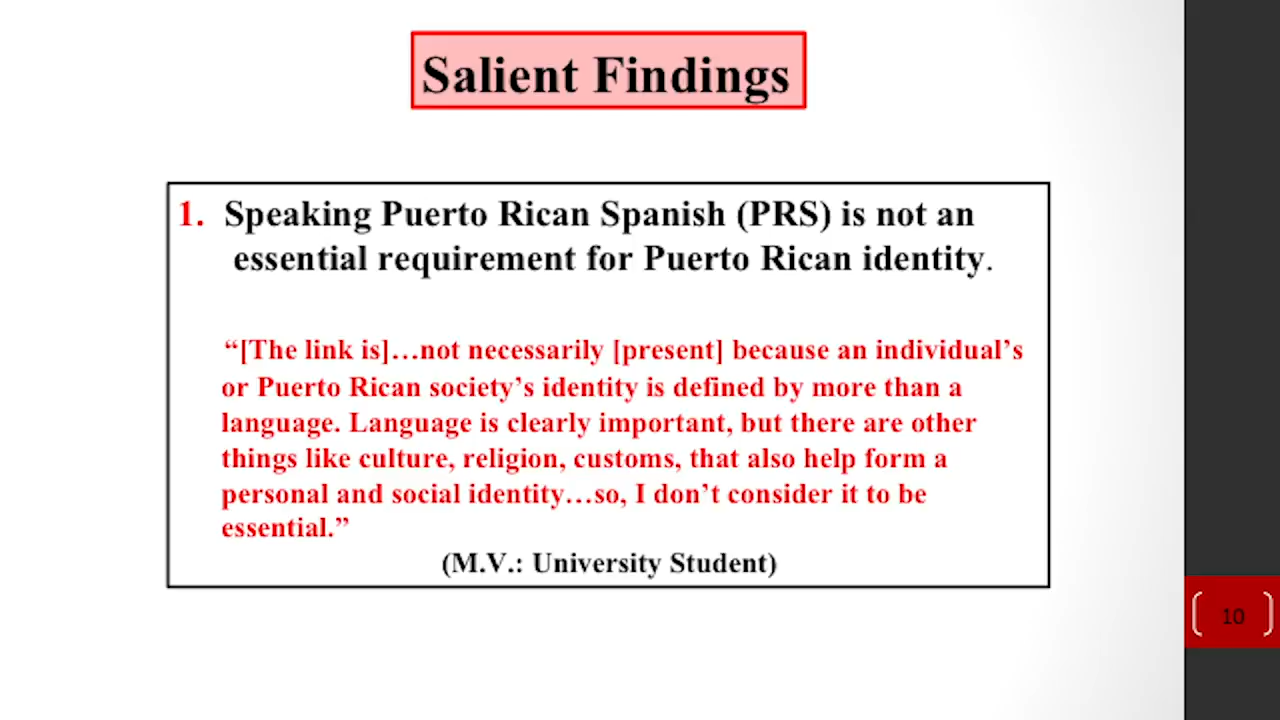 Salient Findings
1. Speaking Puerto Rican Spanish (PRS) is not an
essential requirement for Puerto Rican identity.
“[The link is]…not necessarily [present] because an individual’s
or Puerto Rican society’s identity is defined by more than a
language. Language is clearly important, but there are other
things like culture, religion, customs, that also help form a
personal and social identity…so, I don’t consider it to be
essential.”
(M.V.: University Student)
10